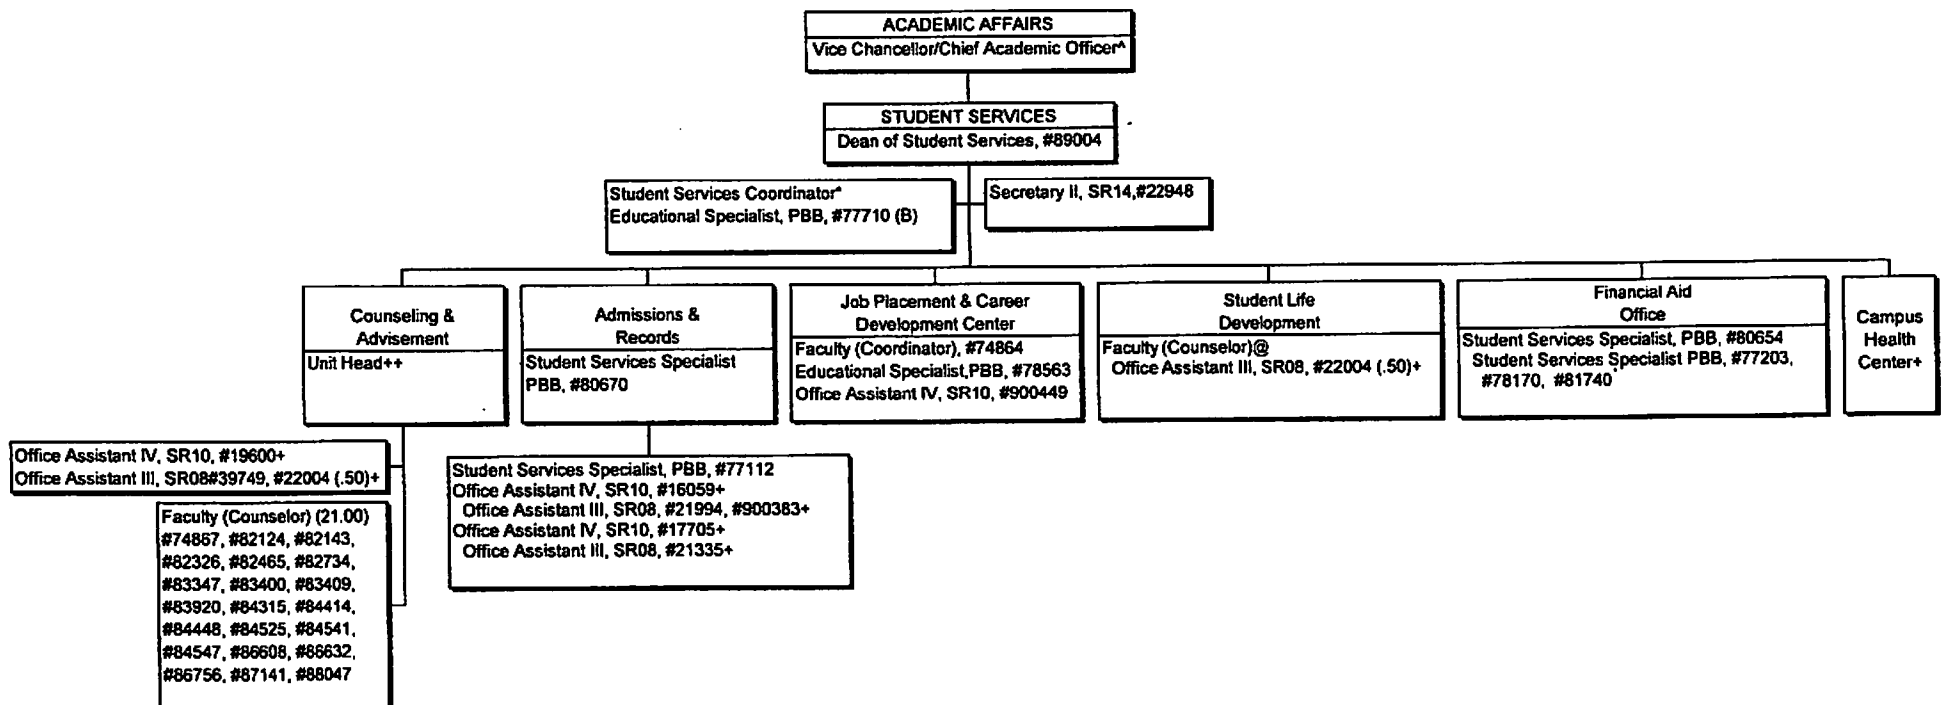 ACADEMIC AFFAIRS
Vice Chancellor/Chief Academic Officer^
STUDENT SERVICES
Dean of Student Services, #89004
Student Services Coordinator*
Educational Specialist, PBB, #77710 (B)
Secretary II, SR14,#22948
Counseling &
Advisement
Unit Head++
Admissions &
Records
Student Services Specialist
PBB, #80670
Job Placement & Career
Development Center
Faculty (Coordinator), #74864
Educational Specialist,PBB, #78563
Office Assistant IV, SR10, #900449
Student Life
Development
Faculty (Counselor)@
Office Assistant III, SR08, #22004 (.50)+
Financial Aid
Office
Student Services Specialist, PBB, #80654
Student Services Specialist PBB, #77203,
#78170, #81740
Campus
Health
Center+
Office Assistant IV, SR10, #19600+
Office Assistant III, SR08#39749, #22004 (.50)+
Faculty (Counselor) (21.00)
#74867, #82124, #82143,
#82326, #82465, #82734,
#83347, #83400, #83409,
#83920, #84315, #84414,
#84448, #84525, #84541,
#84547, #86608, #86632,
#86756, #87141, #88047
Student Services Specialist, PBB, #77112
Office Assistant IV, SR10, #16059+
Office Assistant III, SR08, #21994, #900383+
Office Assistant IV, SR10, #17705+
Office Assistant III, SR08, #21335+